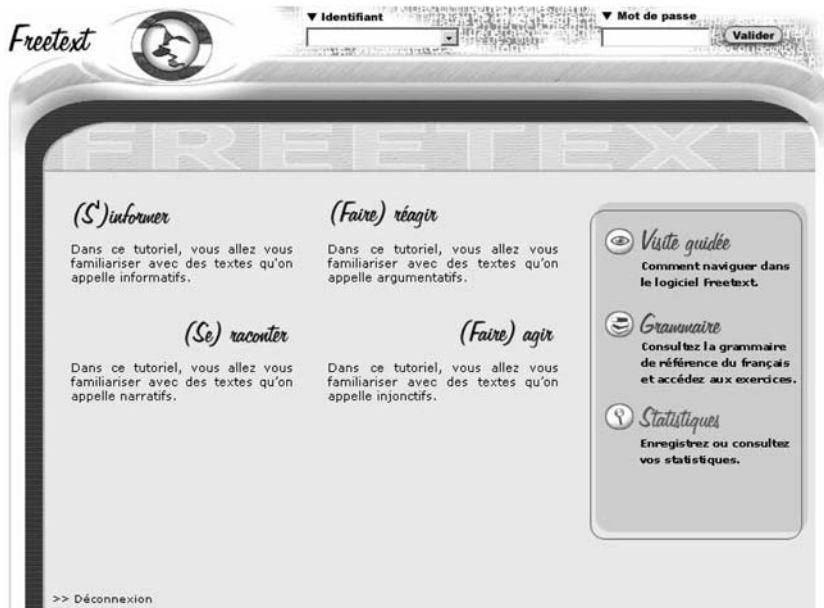 Freetext
▼ Identifiant
▼ Mot de passe
Valider
FREETEXT
(S')informer
Dans ce tutoriel, vous allez vous
familiariser avec des textes qu'on
appelle informatifs.
(Faire) réagir
Dans ce tutoriel, vous allez vous
familiariser avec des textes qu'on
appelle argumentatifs.
(Se) raconter
Dans ce tutoriel, vous allez vous
familiariser avec des textes qu'on
appelle narratifs.
(Faire) agir
Dans ce tutoriel, vous allez vous
familiariser avec des textes qu'on
appelle injonctifs.
Visite guidée
Comment naviguer dans
le logiciel Freetext.
Grammaire
Consultez la grammaire
de référence du français
et accédez aux exercices.
Statistiques
Enregistrez ou consultez
vos statistiques.
>> Déconnexion